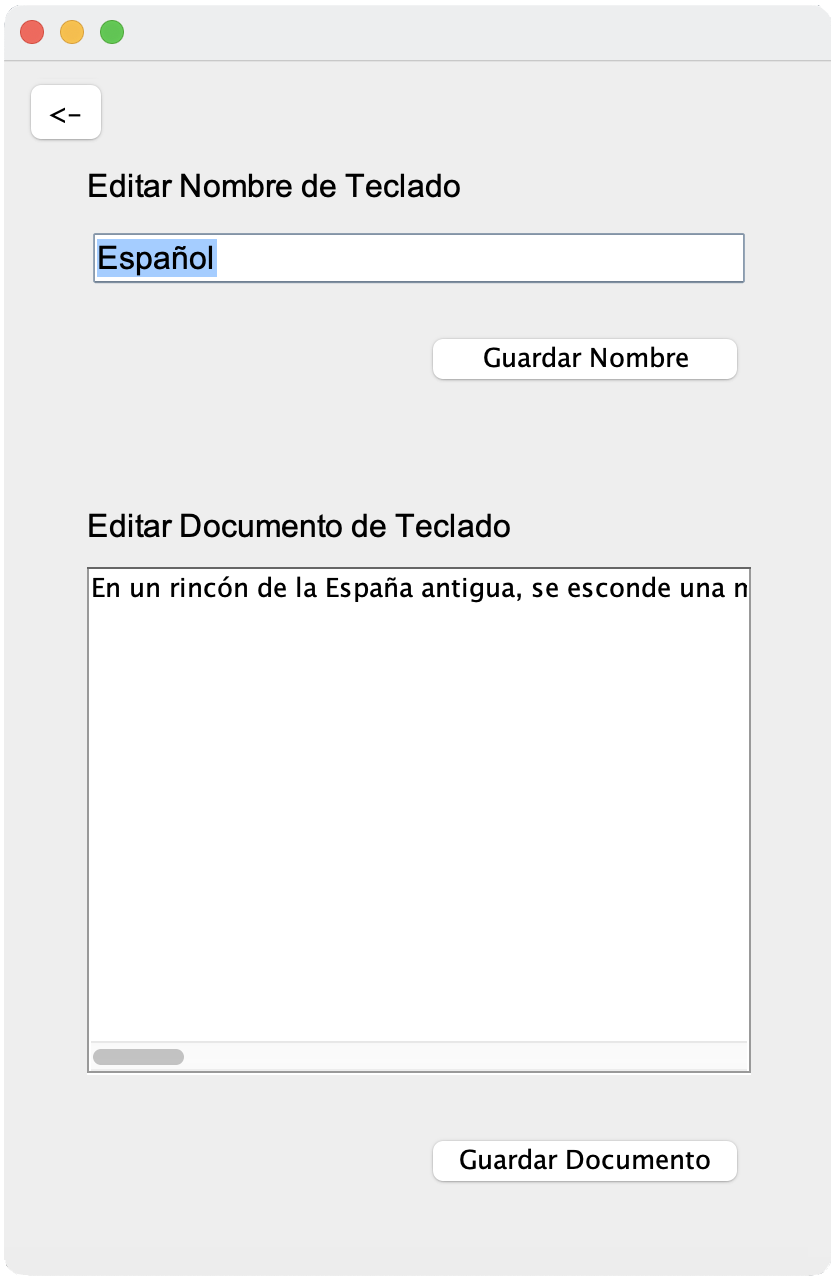 <-
Editar Nombre de Teclado
Español
Guardar Nombre
Editar Documento de Teclado
En un rincón de la España antigua, se esconde una
Guardar Documento